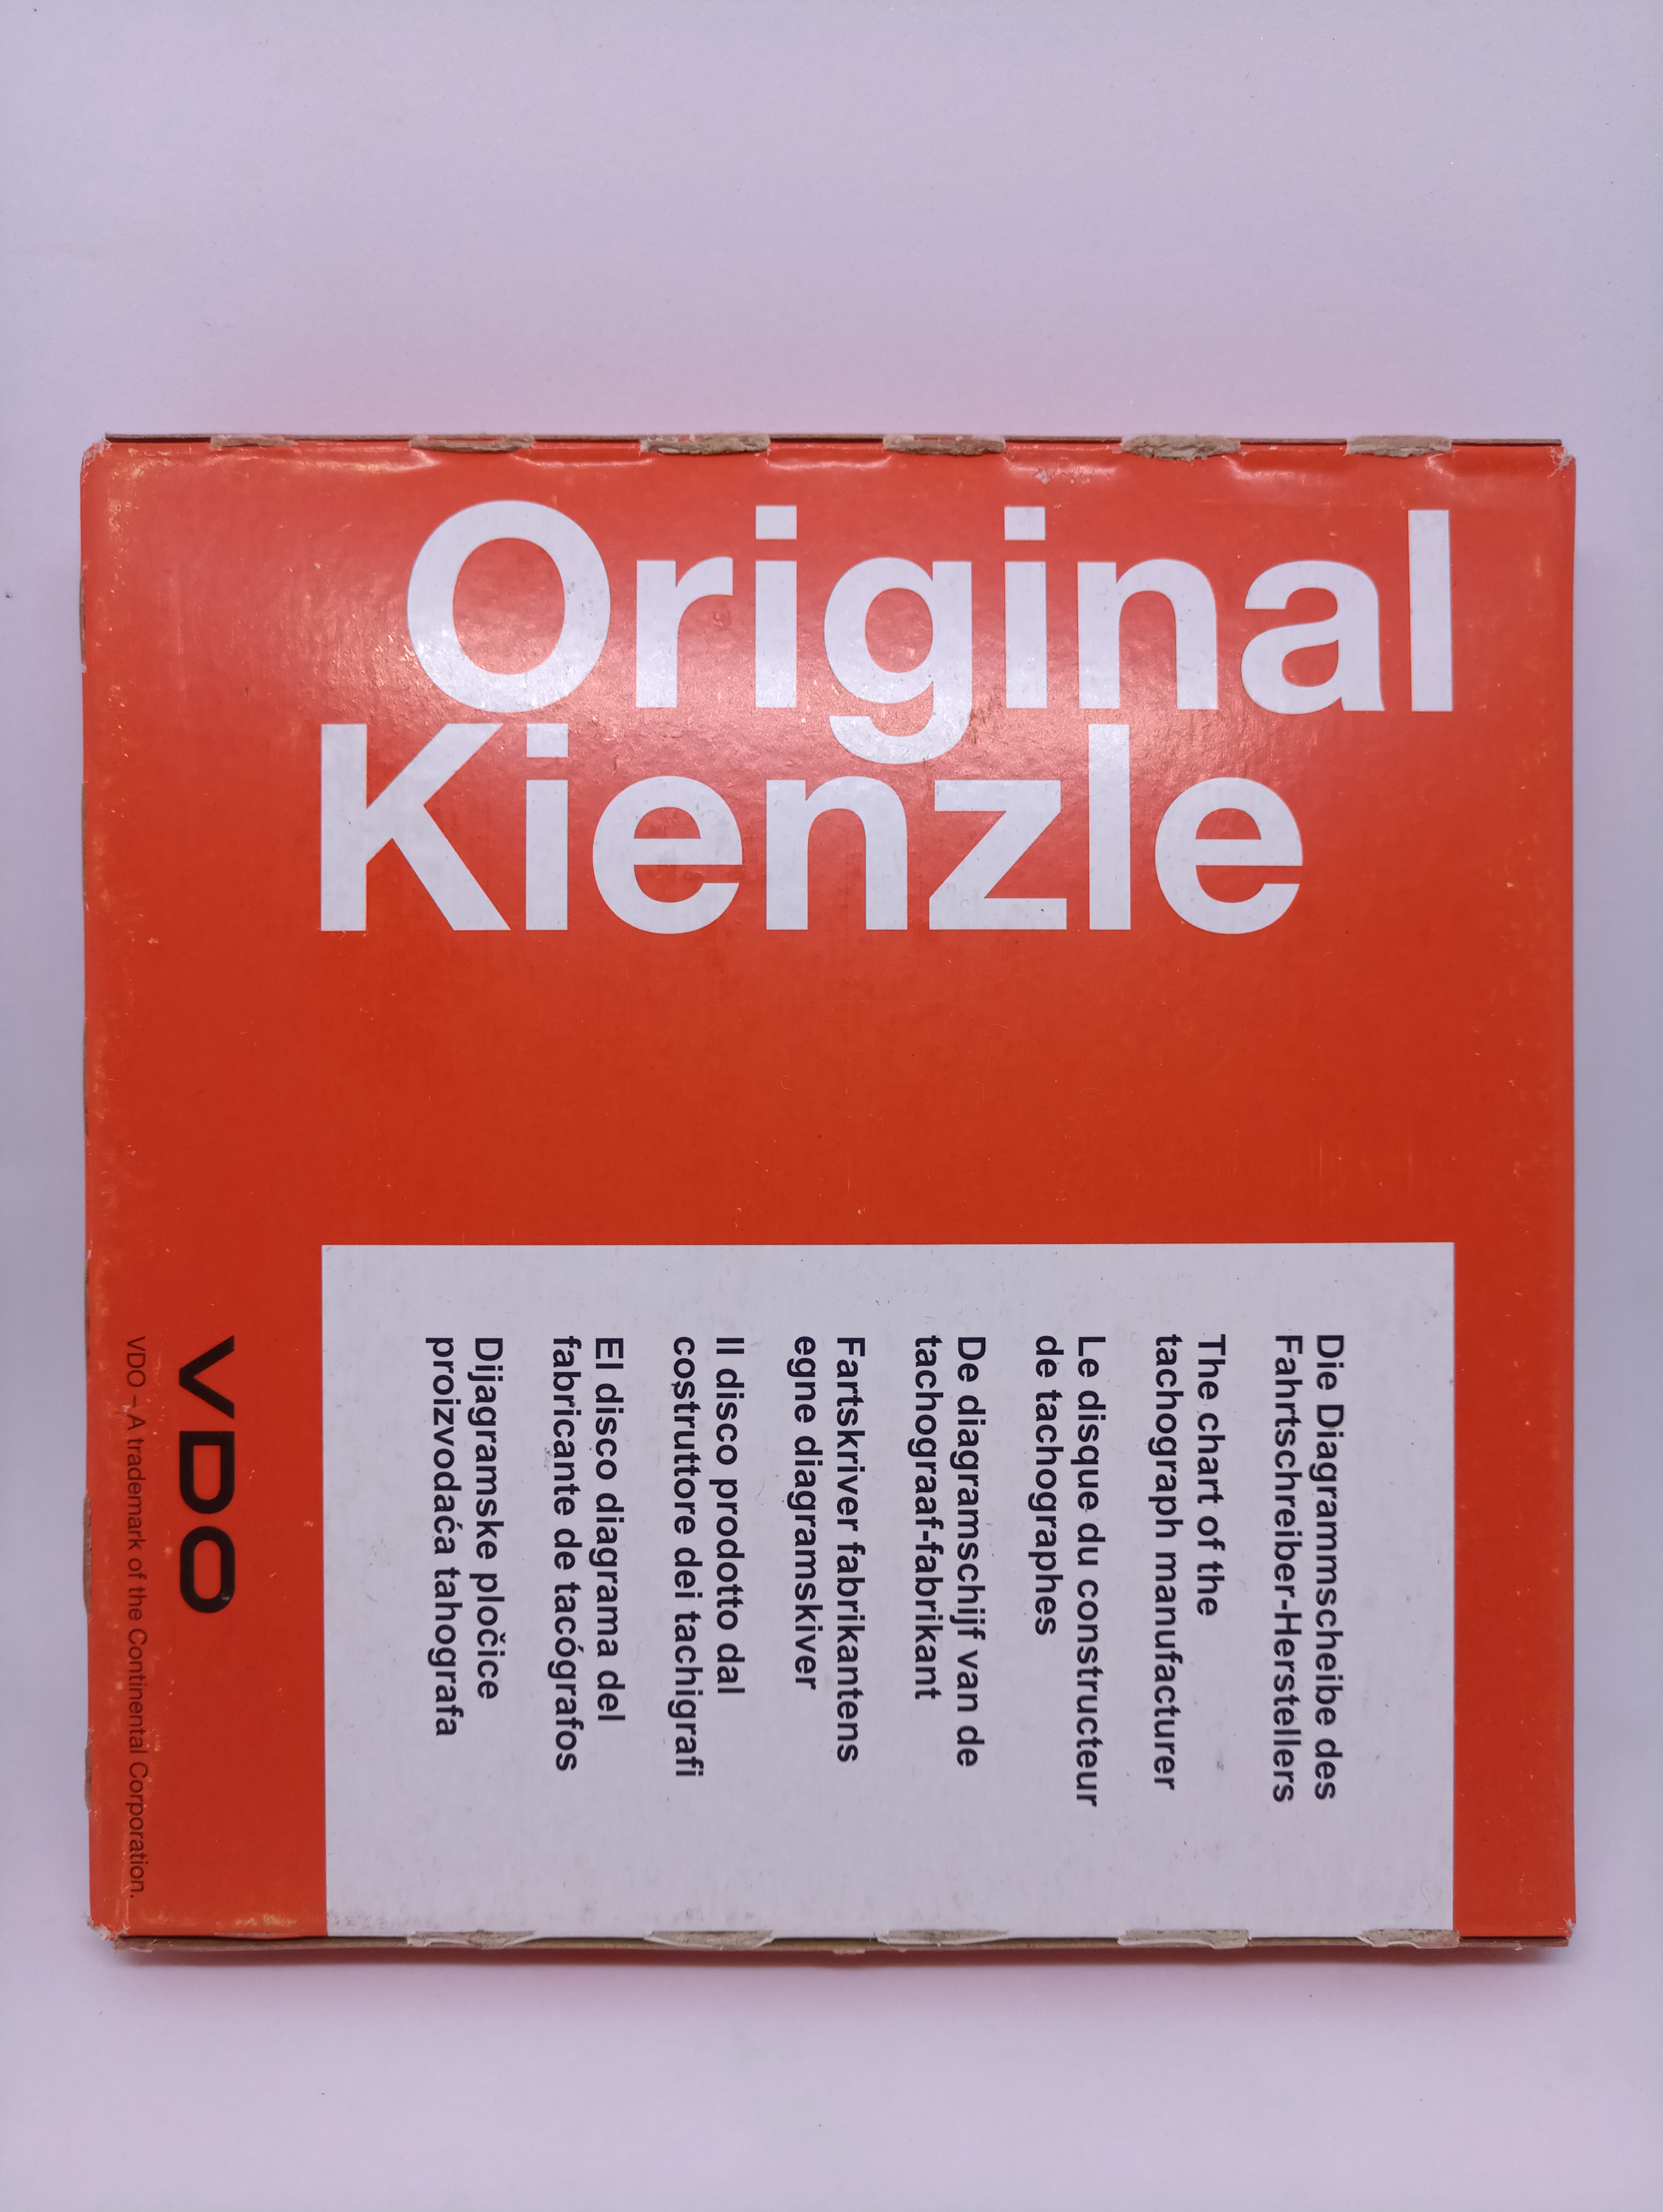 Original
Kienzle
Die Diagrammscheibe des
Fahrtschreiber-Herstellers
The chart of the
tachograph manufacturer
Le disque du constructeur
de tachographes
De diagramschijf van de
tachograaf-fabrikant
Fartskriver fabrikantens
egne diagramskiver
Il disco prodotto dal
costruttore dei tachigrafi
El disco diagrama del
fabricante de tacógrafos
Dijagramske pločice
proizvodaća tahografa
VDO
VDO – A trademark of the Continental Corporation.